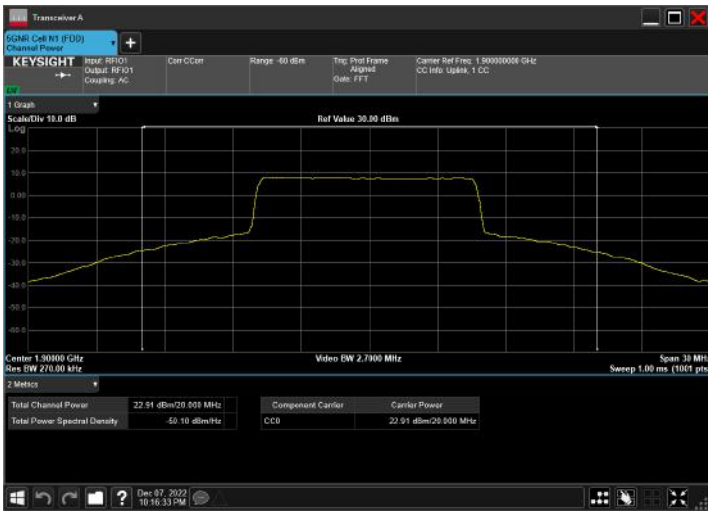 Transceiver A
5GNR Cell N1 (FDD)
Channel Power
KEYSIGHT
Input: RFIO1
Output: RFIO1
Coupling: AC
Corr CCorr
Range: -60 dBm
Trig: Prot Frame
Aligned
Gate: FFT
Carrier Ref Freq: 1.900000000 GHz
CC Info: Uplink, 1 CC
1 Graph
Scale/Div 10.0 dB
Ref Value 30.00 dBm
Log
20.0
10.0
0.00
-10.0
-20.0
-30.0
-40.0
-50.0
-60.0
Center 1.90000 GHz
Video BW 2.7000 MHz
Span 30 MHz
Res BW 270.00 kHz
Sweep 1.00 ms (1001 pts
2 Metrics
Total Channel Power 22.91 dBm/20.000 MHz
Total Power Spectral Density -50.10 dBm/Hz
Component Carrier Carrier Power
CC0 22.91 dBm/20.000 MHz
Dec 07, 2022
10:16:33 PM